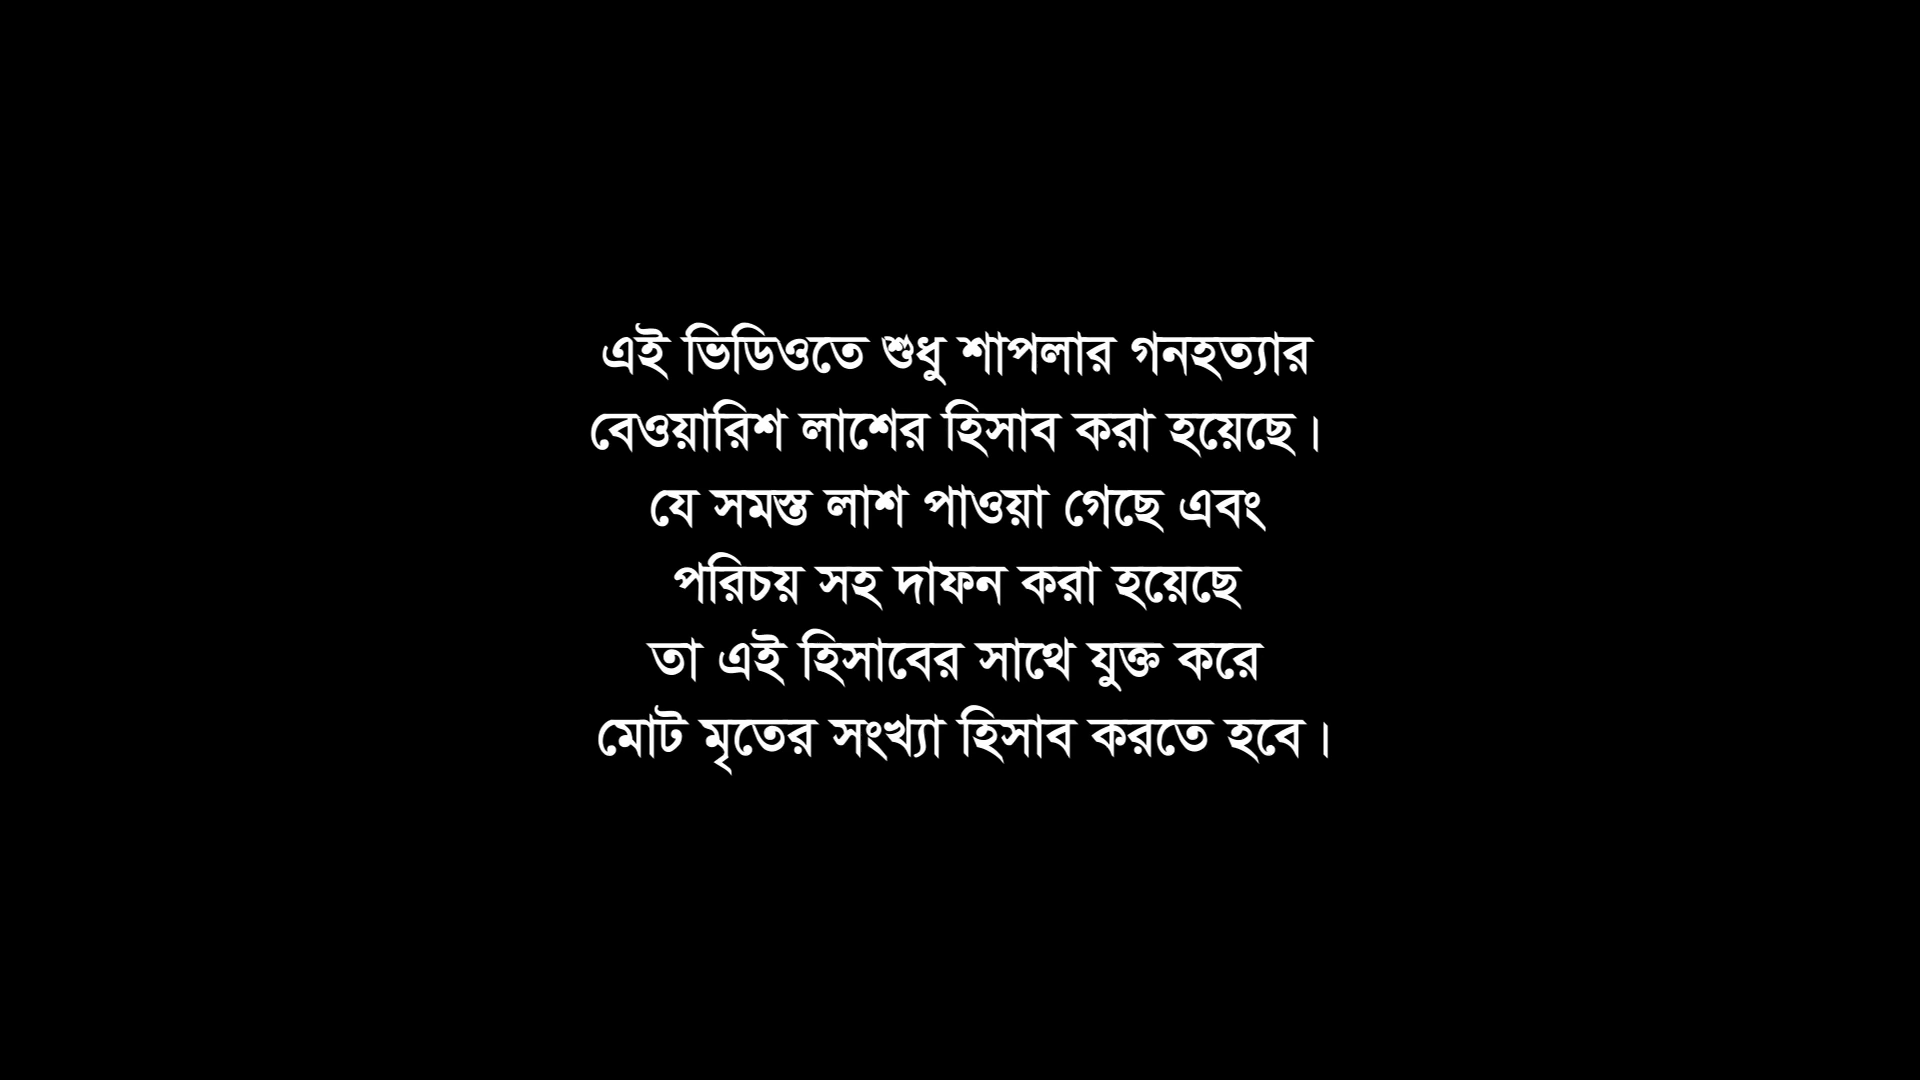 এই ভিডিওতে শুধু শাপলার গনহত্যার
বেওয়ারিশ লাশের হিসাব করা হয়েছে।
যে সমস্ত লাশ পাওয়া গেছে এবং
পরিচয় সহ দাফন করা হয়েছে
তা এই হিসাবের সাথে যুক্ত করে
মোট মৃতের সংখ্যা হিসাব করতে হবে।